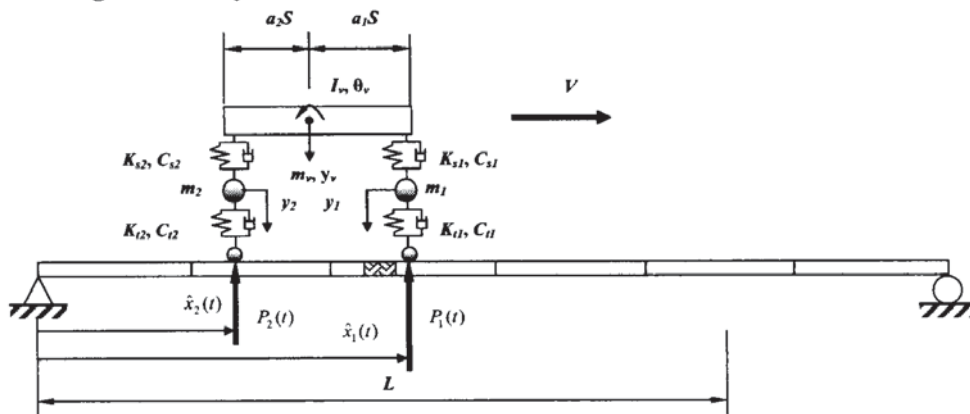 a₂S a₁S
Iᵥ, θᵥ
V
Kₛ₂, Cₛ₂ Kₛ₁, Cₛ₁
mᵥ, yᵥ
m₂ y₂ y₁ m₁
Kₜ₂, Cₜ₂ Kₜ₁, Cₜ₁
x̂₂(t) P₂(t) x̂₁(t) P₁(t)
L